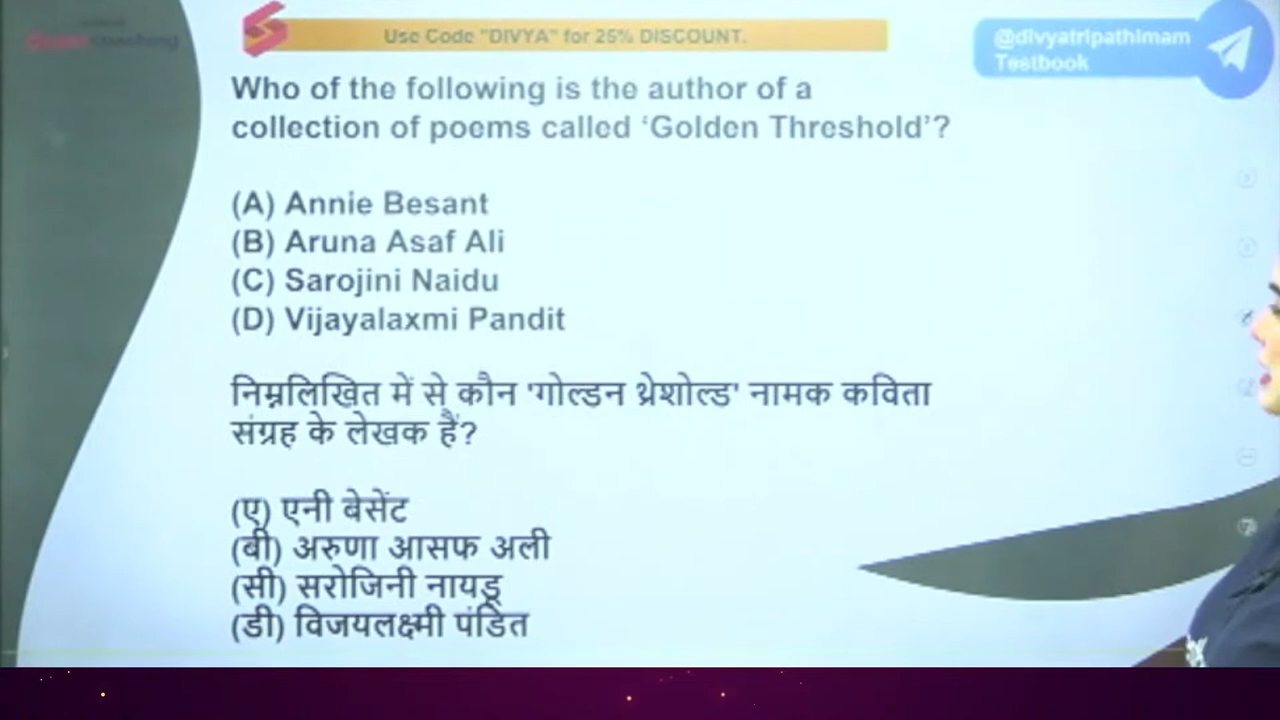 Use Code "DIVYA" for 25% DISCOUNT.
@divyatripathimam
Testbook
Who of the following is the author of a
collection of poems called ‘Golden Threshold’?
(A) Annie Besant
(B) Aruna Asaf Ali
(C) Sarojini Naidu
(D) Vijayalaxmi Pandit
निम्नलिखित में से कौन 'गोल्डन थ्रेशोल्ड' नामक कविता
संग्रह के लेखक हैं?
(ए) एनी बेसेंट
(बी) अरुणा आसफ अली
(सी) सरोजिनी नायडू
(डी) विजयलक्ष्मी पंडित